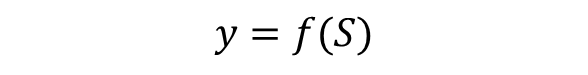 y = f(S)